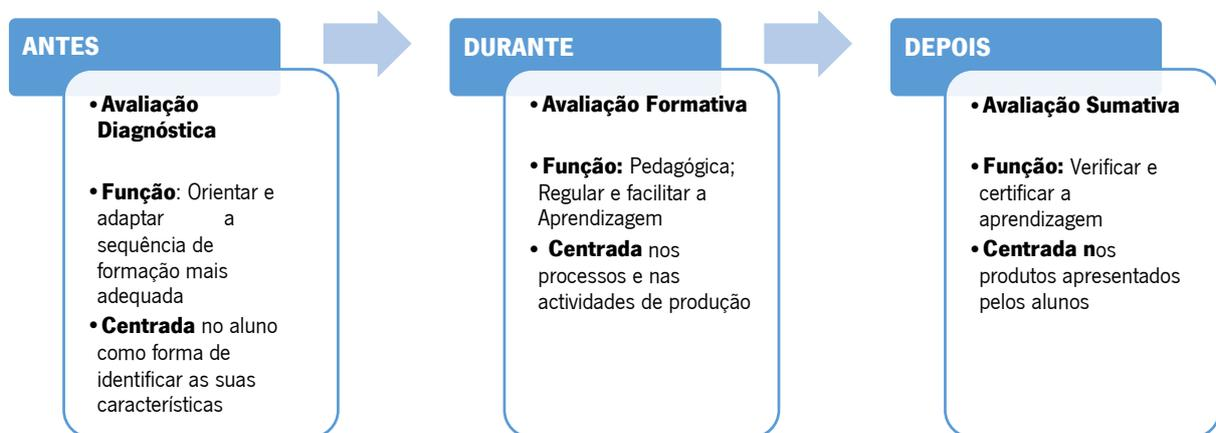 ANTES
• Avaliação
Diagnóstica
• Função: Orientar e
adaptar a
sequência de
formação mais
adequada
• Centrada no aluno
como forma de
identificar as suas
características
DURANTE
• Avaliação Formativa
• Função: Pedagógica;
Regular e facilitar a
Aprendizagem
• Centrada nos
processos e nas
actividades de produção
DEPOIS
• Avaliação Sumativa
• Função: Verificar e
certificar a
aprendizagem
• Centrada nos
produtos apresentados
pelos alunos